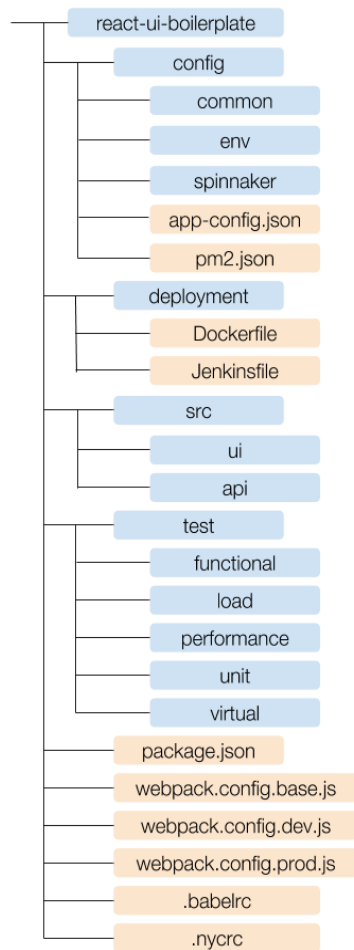 react-ui-boilerplate
config
common
env
spinnaker
app-config.json
pm2.json
deployment
Dockerfile
Jenkinsfile
src
ui
api
test
functional
load
performance
unit
virtual
package.json
webpack.config.base.js
webpack.config.dev.js
webpack.config.prod.js
.babelrc
.nycrc